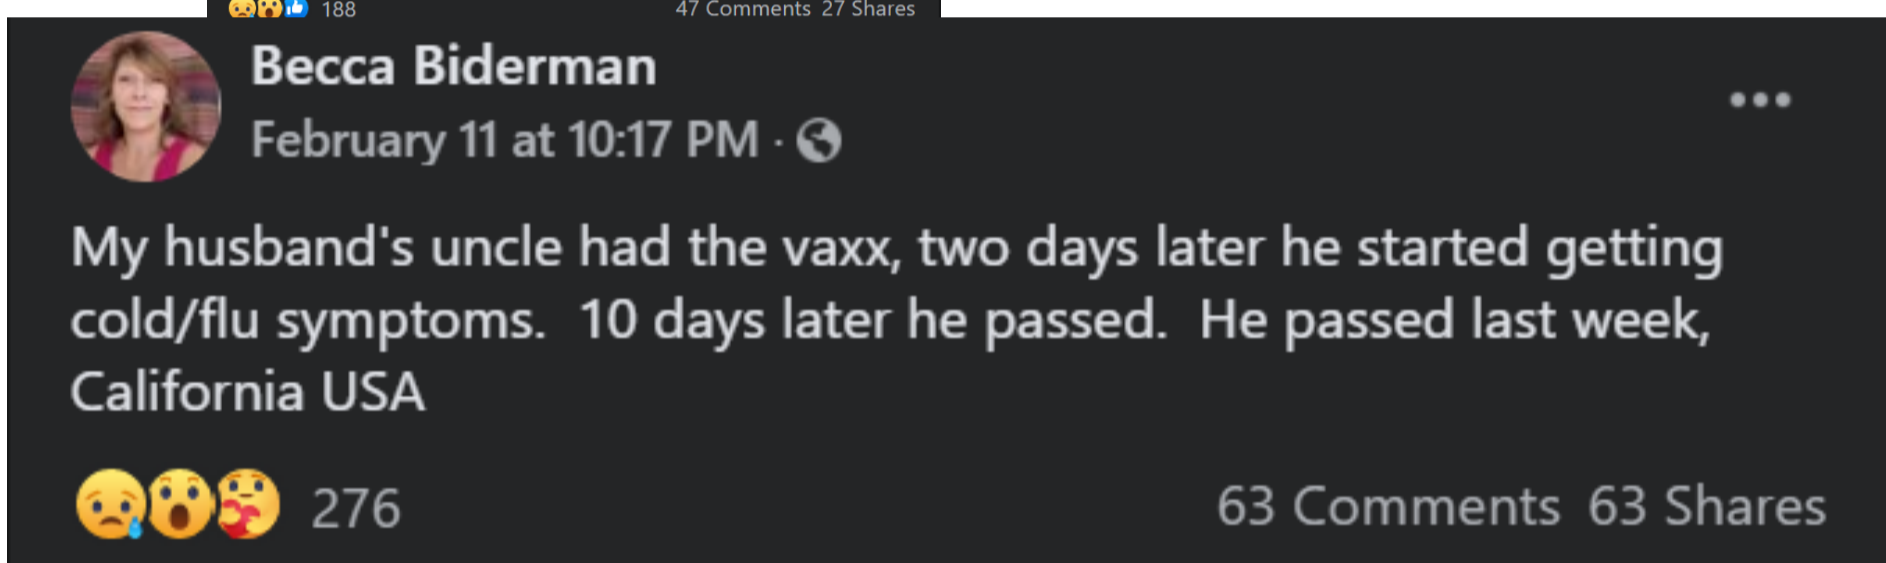 188 47 Comments 27 Shares
Becca Biderman
February 11 at 10:17 PM ·
My husband's uncle had the vaxx, two days later he started getting
cold/flu symptoms.  10 days later he passed.  He passed last week,
California USA
276 63 Comments 63 Shares